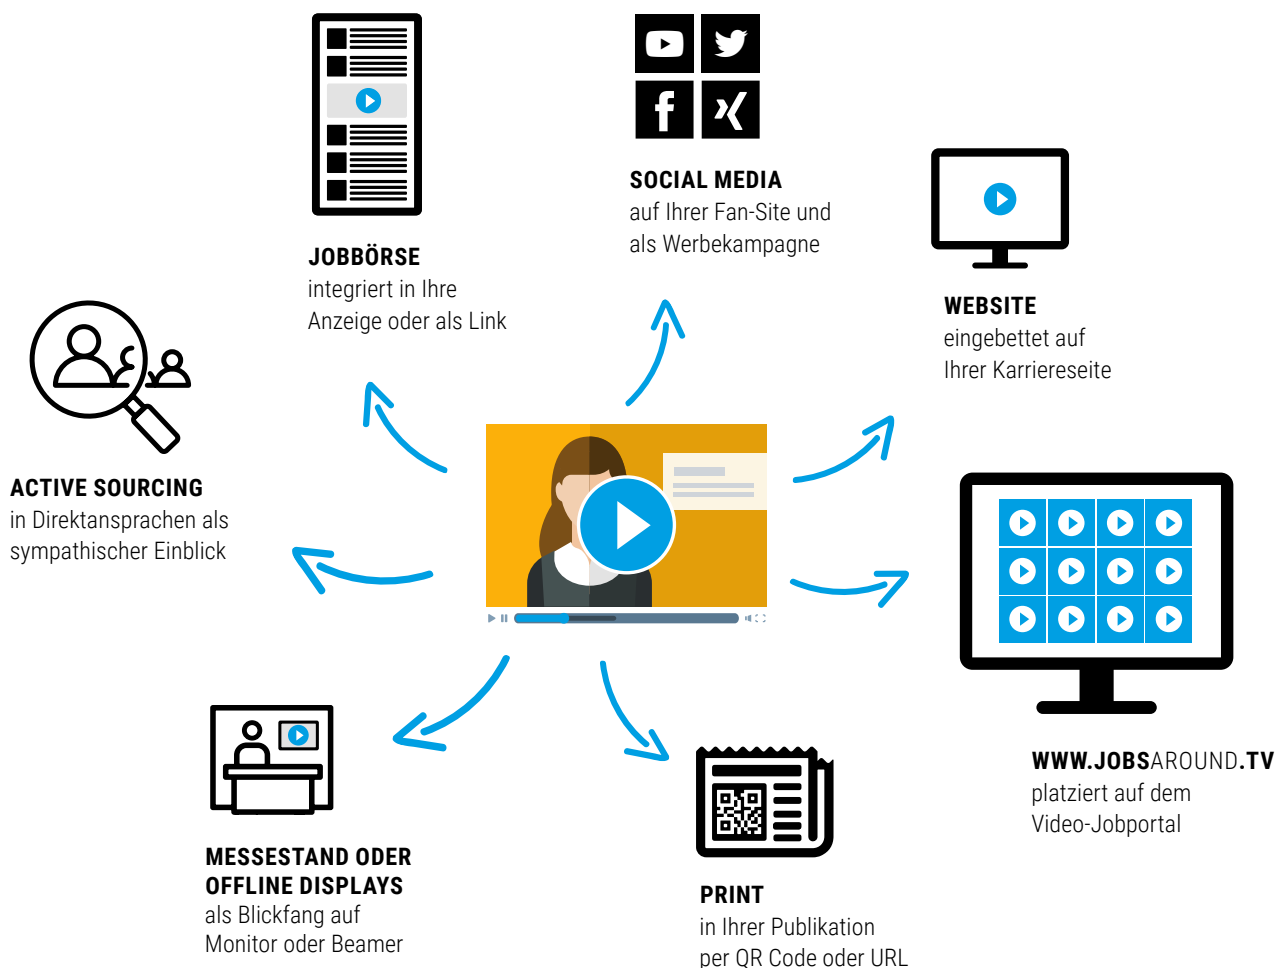 JOBBÖRSE
integriert in Ihre
Anzeige oder als Link
SOCIAL MEDIA
auf Ihrer Fan-Site und
als Werbekampagne
WEBSITE
eingebettet auf
Ihrer Karriereseite
ACTIVE SOURCING
in Direktansprachen als
sympathischer Einblick
WWW.JOBSAROUND.TV
platziert auf dem
Video-Jobportal
MESSESTAND ODER
OFFLINE DISPLAYS
als Blickfang auf
Monitor oder Beamer
PRINT
in Ihrer Publikation
per QR Code oder URL